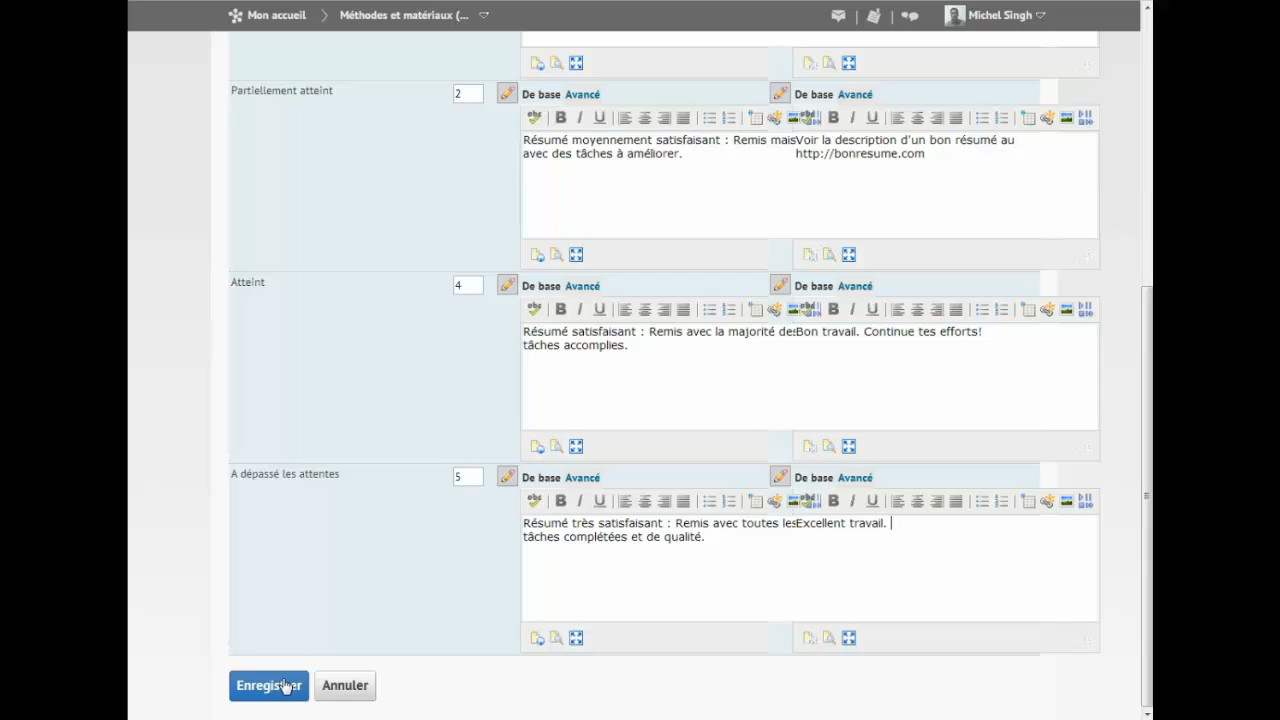 Mon accueil Méthodes et matériaux (... Michel Singh
Partiellement atteint 2 De base Avancé De base Avancé
Résumé moyennement satisfaisant : Remis mais Voir la description d'un bon résumé au
avec des tâches à améliorer. http://bonresume.com
Atteint 4 De base Avancé De base Avancé
Résumé satisfaisant : Remis avec la majorité des Bon travail. Continue tes efforts!
tâches accomplies.
A dépassé les attentes 5 De base Avancé De base Avancé
Résumé très satisfaisant : Remis avec toutes les Excellent travail.
tâches complétées et de qualité.
Enregistrer Annuler